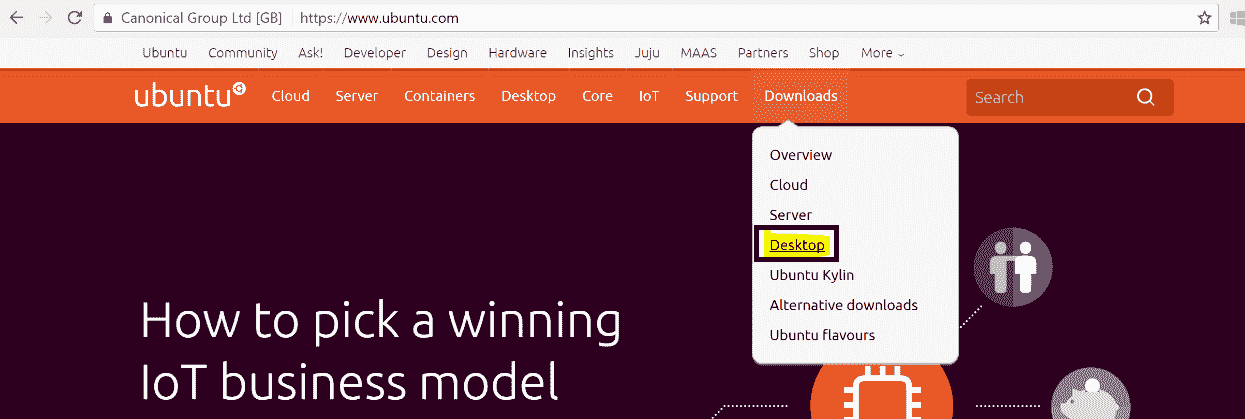 Canonical Group Ltd [GB] https://www.ubuntu.com
Ubuntu Community Ask! Developer Design Hardware Insights Juju MAAS Partners Shop More
ubuntu Cloud Server Containers Desktop Core IoT Support Downloads Search
Overview
Cloud
Server
Desktop
Ubuntu Kylin
Alternative downloads
Ubuntu flavours
How to pick a winning
IoT business model